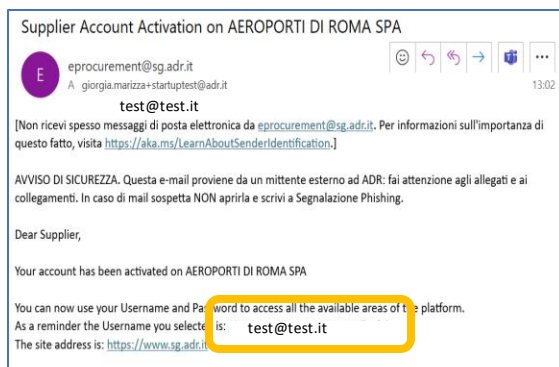 Supplier Account Activation on AEROPORTI DI ROMA SPA
E
eprocurement@sg.adr.it
A giorgia.marizza+startuptest@adr.it
13:02
test@test.it
[Non ricevi spesso messaggi di posta elettronica da eprocurement@sg.adr.it. Per informazioni sull'importanza di
questo fatto, visita https://aka.ms/LearnAboutSenderIdentification.]
AVVISO DI SICUREZZA. Questa e-mail proviene da un mittente esterno ad ADR: fai attenzione agli allegati e ai
collegamenti. In caso di mail sospetta NON aprirla e scrivi a Segnalazione Phishing.
Dear Supplier,
Your account has been activated on AEROPORTI DI ROMA SPA
You can now use your Username and Password to access all the available areas of the platform.
As a reminder the Username you selected is: test@test.it
The site address is: https://www.sg.adr.it